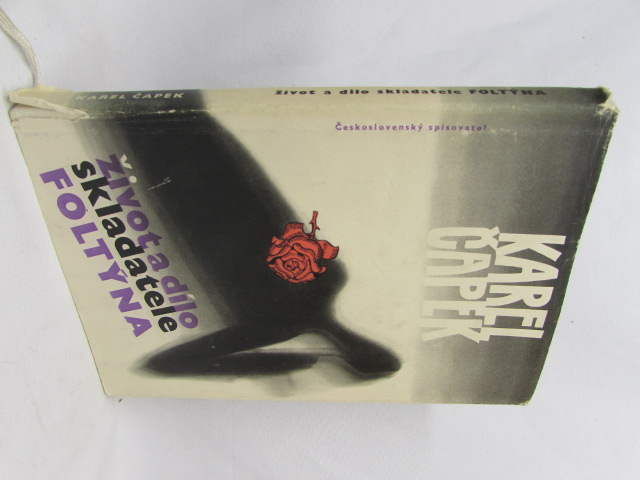 KAREL ČAPEK
Život a dílo skladatele FOLTÝNA
Československý spisovatel
KAREL
ČAPEK
Život a dílo
skladatele
FOLTÝNA